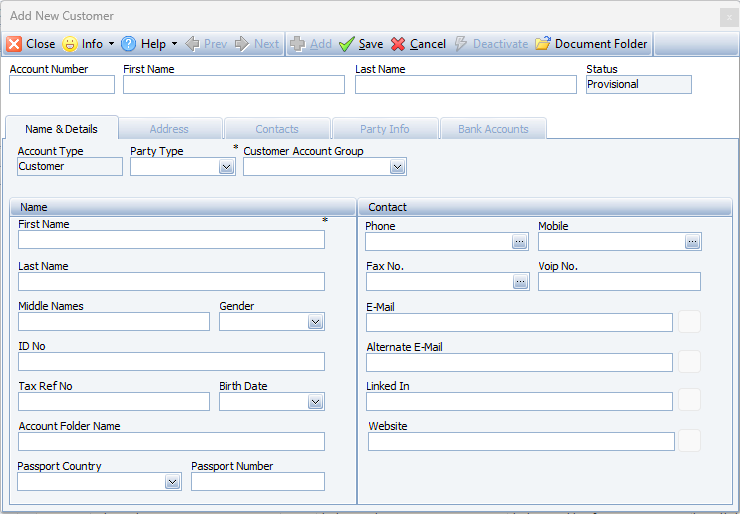 Add New Customer
x
Close Info Help Prev Next Add Save Cancel Deactivate Document Folder
Account Number First Name Last Name Status
Provisional
Name & Details Address Contacts Party Info Bank Accounts
Account Type Party Type * Customer Account Group
Customer
Name
First Name *
Last Name
Middle Names Gender
ID No
Tax Ref No Birth Date
Account Folder Name
Passport Country Passport Number
Contact
Phone Mobile
... ...
Fax No. Voip No.
...
E-Mail
Alternate E-Mail
Linked In
Website